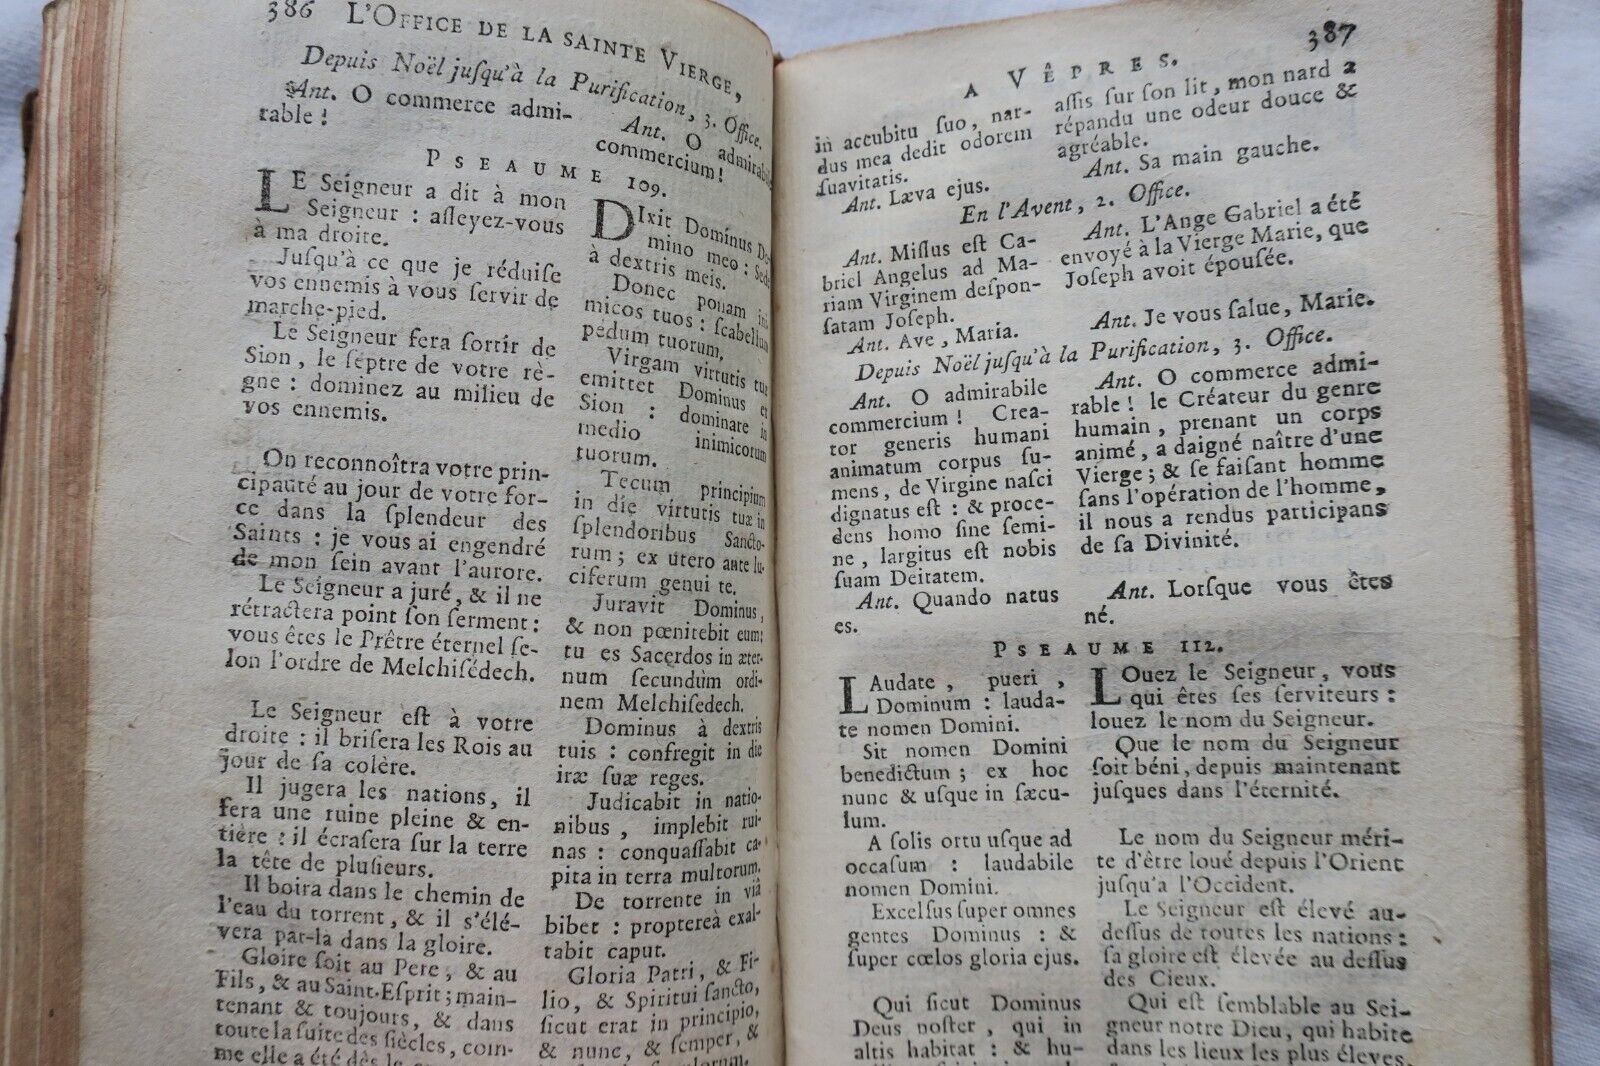 386 L'OFFICE DE LA SAINTE VIERGE,
Depuis Noël juſqu'à la Purification, 3. Office.
Ant. O commerce admi-
rable !
PSEAUME 109.
LE Seigneur a dit à mon
Seigneur : aſſeyez-vous
à ma droite.
Juſqu'à ce que je réduiſe
vos ennemis à vous ſervir de
marche-pied.
Le Seigneur fera ſortir de
Sion, le ſeptre de votre rè-
gne : dominez au milieu de
vos ennemis.
On reconnoîtra votre prin-
cipauté au jour de votre for-
ce dans la ſplendeur des
Saints : je vous ai engendré
de mon ſein avant l'aurore.
Le Seigneur a juré, & il ne
rétractera point ſon ſerment :
vous êtes le Prêtre éternel ſe-
lon l'ordre de Melchiſédech.
Le Seigneur eſt à votre
droite : il briſera les Rois au
jour de ſa colère.
Il jugera les nations, il
fera une ruine pleine & en-
tière : il écraſera ſur la terre
la tête de pluſieurs.
Il boira dans le chemin de
l'eau du torrent, & il s'élé-
vera par-là dans la gloire.
Gloire ſoit au Pere, & au
Fils, & au Saint-Eſprit ; main-
tenant & toujours, & dans
toute la ſuite des ſiècles, com-
me elle a été dès le
Ant. O admirabile
commercium !
DIxit Dominus Do-
mino meo : Sede
à dextris meis.
Donec ponam ini-
micos tuos : ſcabellum
pedum tuorum.
Virgam virtutis tuæ
emittet Dominus ex
Sion : dominare in
medio inimicorum
tuorum.
Tecum principium
in die virtutis tuæ in
ſplendoribus Sancto-
rum ; ex utero ante lu-
ciferum genui te.
Juravit Dominus,
& non pœnitebit eum:
tu es Sacerdos in æter-
num ſecundùm ordi-
nem Melchiſedech.
Dominus à dextris
tuis : confregit in die
iræ ſuæ reges.
Judicabit in natio-
nibus, implebit rui-
nas : conquaſſabit ca-
pita in terra multorum.
De torrente in viâ
bibet : proptereà exal-
tabit caput.
Gloria Patri, & Fi-
lio, & Spiritui ſancto,
ſicut erat in principio,
& nunc, & ſemper, &
A VÊPRES. 387
in accubitu ſuo, nar-
dus mea dedit odorem
ſuavitatis.
Ant. Læva ejus.
aſſis ſur ſon lit, mon nard a
répandu une odeur douce &
agréable.
Ant. Sa main gauche.
En l'Avent, 2. Office.
Ant. Miſſus eſt Ga-
briel Angelus ad Ma-
riam Virginem deſpon-
ſatam Joſeph.
Ant. Ave, Maria.
Ant. L'Ange Gabriel a été
envoyé à la Vierge Marie, que
Joſeph avoit épouſée.
Ant. Je vous ſalue, Marie.
Depuis Noël juſqu'à la Purification, 3. Office.
Ant. O admirabile
commercium ! Crea-
tor generis humani
animatum corpus ſu-
mens, de Virgine naſci
dignatus eſt : & proce-
dens homo ſine ſemi-
ne, largitus eſt nobis
ſuam Deitatem.
Ant. Quando natus
es.
Ant. O commerce admi-
rable ! le Créateur du genre
humain, prenant un corps
animé, a daigné naître d'une
Vierge ; & ſe faiſant homme
ſans l'opération de l'homme,
il nous a rendus participans
de ſa Divinité.
Ant. Lorſque vous êtes
né.
PSEAUME 112.
LAudate, pueri,
Dominum : lauda-
te nomen Domini.
Sit nomen Domini
benedictum ; ex hoc
nunc & uſque in ſæcu-
lum.
A ſolis ortu uſque ad
occaſum : laudabile
nomen Domini.
Excelſus ſuper omnes
gentes Dominus : &
ſuper cœlos gloria ejus.
Qui ſicut Dominus
Deus noſter, qui in
altis habitat : & hu-
LOuez le Seigneur, vous
qui êtes ſes ſerviteurs :
louez le nom du Seigneur.
Que le nom du Seigneur
ſoit béni, depuis maintenant
juſques dans l'éternité.
Le nom du Seigneur méri-
te d'être loué depuis l'Orient
juſqu'a l'Occident.
Le Seigneur eſt élevé au-
deſſus de toutes les nations :
ſa gloire eſt élevée au deſſus
des Cieux.
Qui eſt ſemblable au Sei-
gneur notre Dieu, qui habite
dans les lieux les plus éleves,